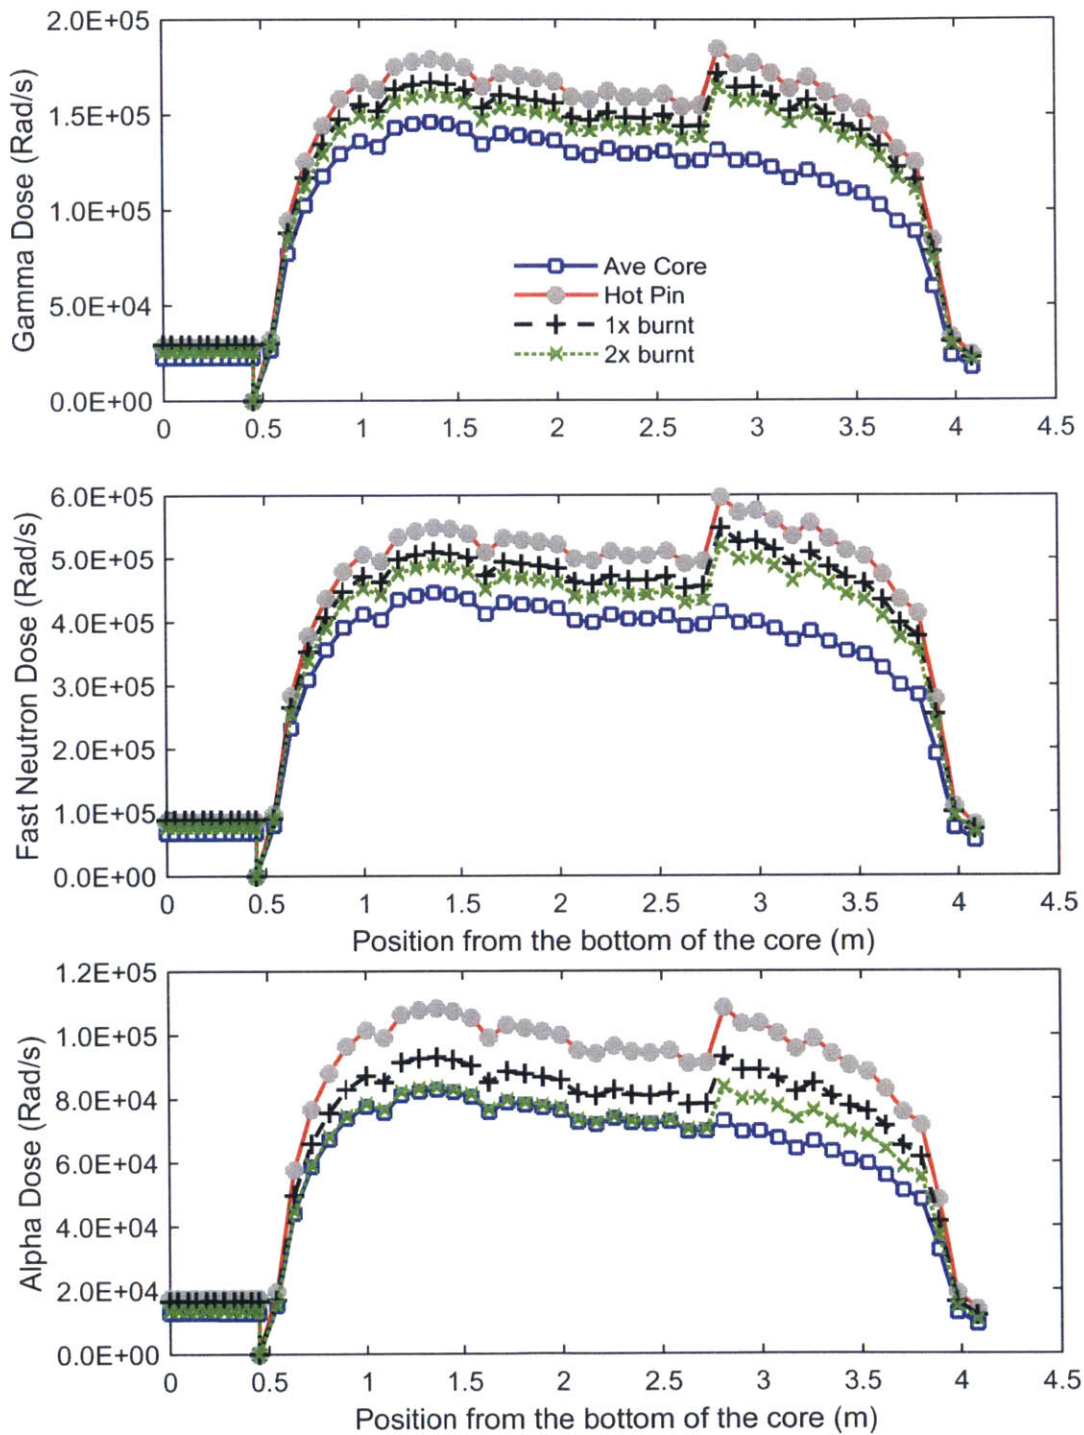 2.0E+05
1.5E+05
1.0E+05
5.0E+04
0.0E+00
Gamma Dose (Rad/s)
Ave Core
Hot Pin
1x burnt
2x burnt
0 0.5 1 1.5 2 2.5 3 3.5 4 4.5
6.0E+05
5.0E+05
4.0E+05
3.0E+05
2.0E+05
1.0E+05
0.0E+00
Fast Neutron Dose (Rad/s)
0 0.5 1 1.5 2 2.5 3 3.5 4 4.5
Position from the bottom of the core (m)
1.2E+05
1.0E+05
8.0E+04
6.0E+04
4.0E+04
2.0E+04
0.0E+00
Alpha Dose (Rad/s)
0 0.5 1 1.5 2 2.5 3 3.5 4 4.5
Position from the bottom of the core (m)